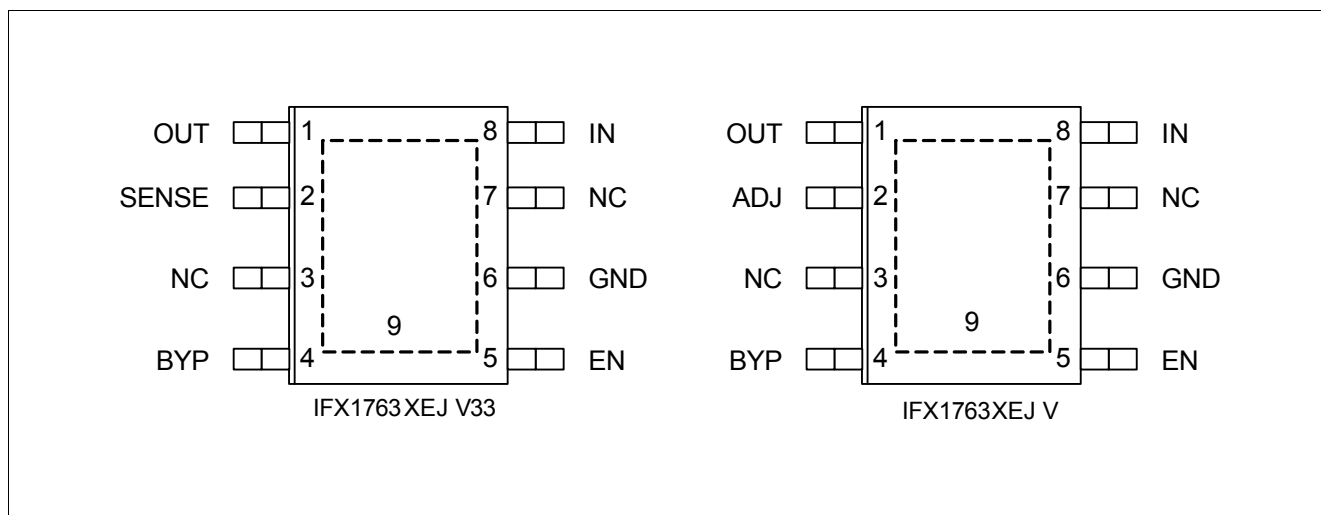 OUT 1 8 IN OUT 1 8 IN
SENSE 2 7 NC ADJ 2 7 NC
NC 3 6 GND NC 3 6 GND
9 9
BYP 4 5 EN BYP 4 5 EN
IFX1763XEJ V33 IFX1763XEJ V